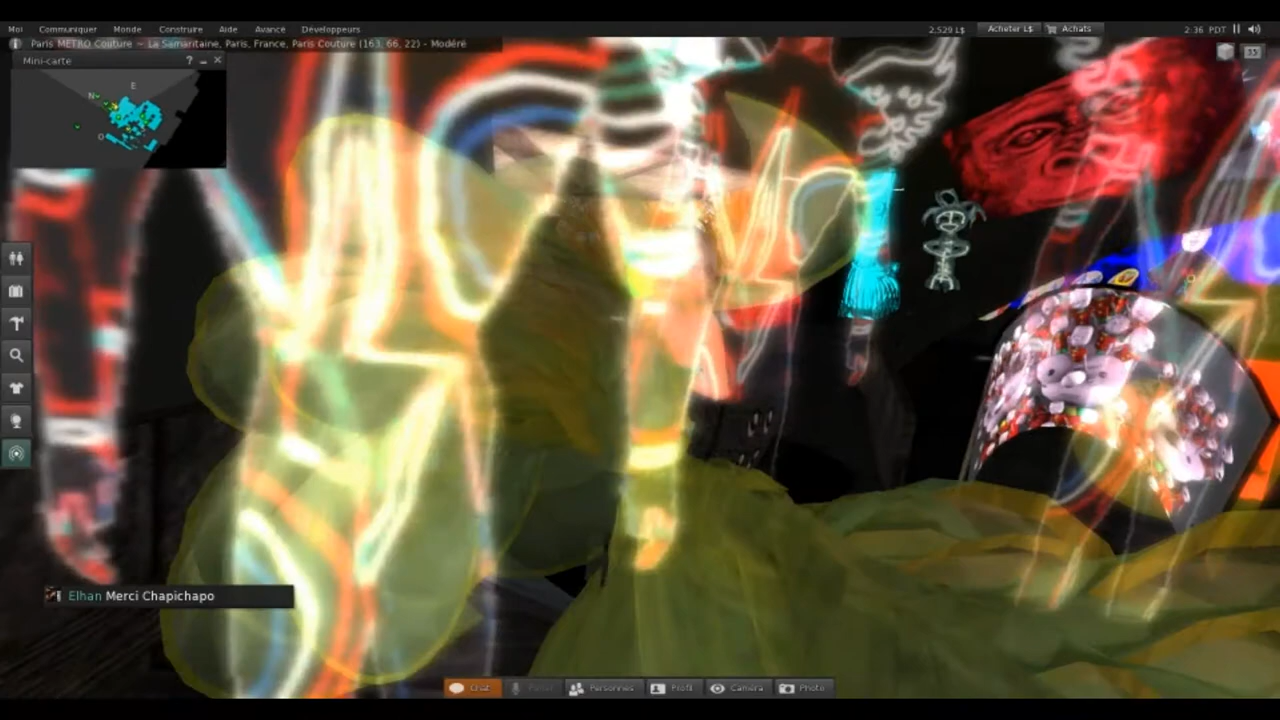 Moi Communiquer Monde Construire Aide Avancé Développeurs 2.529 L$ Acheter L$ Achats 2:36 PDT
Paris METRO Couture ~ La Samaritaine, Paris, France, Paris Couture (163, 66, 22) - Modéré
Mini-carte ? 35
E
N
O
Elhan Merci Chapichapo
Chat Parler Personnes Profil Caméra Photo